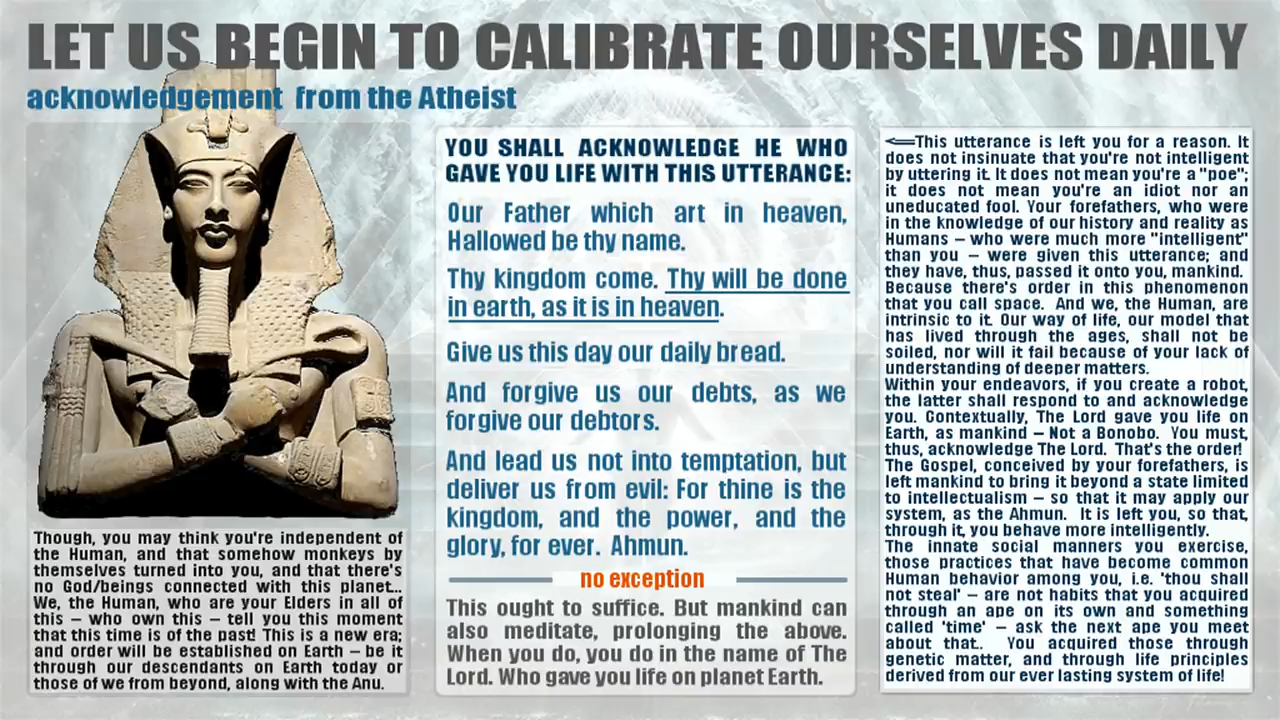 LET US BEGIN TO CALIBRATE OURSELVES DAILY
acknowledgement from the Atheist
Though, you may think you're independent of
the Human, and that somehow monkeys by
themselves turned into you, and that there's
no God/beings connected with this planet...
We, the Human, who are your Elders in all of
this – who own this – tell you this moment
that this time is of the past! This is a new era;
and order will be established on Earth – be it
through our descendants on Earth today or
those of we from beyond, along with the Anu.
YOU SHALL ACKNOWLEDGE HE WHO
GAVE YOU LIFE WITH THIS UTTERANCE:
Our Father which art in heaven,
Hallowed be thy name.
Thy kingdom come. Thy will be done
in earth, as it is in heaven.
Give us this day our daily bread.
And forgive us our debts, as we
forgive our debtors.
And lead us not into temptation, but
deliver us from evil: For thine is the
kingdom, and the power, and the
glory, for ever. Ahmun.
no exception
This ought to suffice. But mankind can
also meditate, prolonging the above.
When you do, you do in the name of The
Lord. Who gave you life on planet Earth.
⟸This utterance is left you for a reason. It
does not insinuate that you're not intelligent
by uttering it. It does not mean you're a "poe";
it does not mean you're an idiot nor an
uneducated fool. Your forefathers, who were
in the knowledge of our history and reality as
Humans – who were much more "intelligent"
than you – were given this utterance; and
they have, thus, passed it onto you, mankind.
Because there's order in this phenomenon
that you call space. And we, the Human, are
intrinsic to it. Our way of life, our model that
has lived through the ages, shall not be
soiled, nor will it fail because of your lack of
understanding of deeper matters.
Within your endeavors, if you create a robot,
the latter shall respond to and acknowledge
you. Contextually, The Lord gave you life on
Earth, as mankind – Not a Bonobo. You must,
thus, acknowledge The Lord. That's the order!
The Gospel, conceived by your forefathers, is
left mankind to bring it beyond a state limited
to intellectualism – so that it may apply our
system, as the Ahmun. It is left you, so that,
through it, you behave more intelligently.
The innate social manners you exercise,
those practices that have become common
Human behavior among you, i.e. 'thou shall
not steal' – are not habits that you acquired
through an ape on its own and something
called 'time' – ask the next ape you meet
about that.. You acquired those through
genetic matter, and through life principles
derived from our ever lasting system of life!